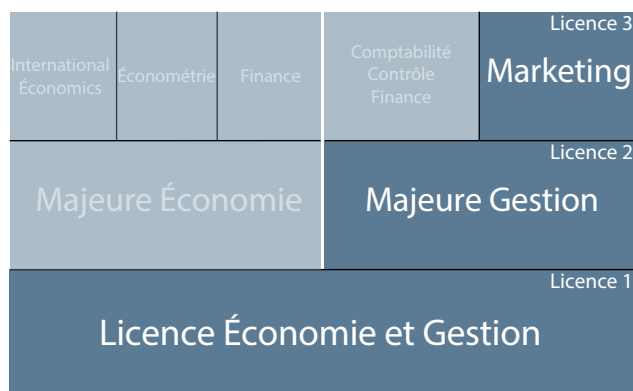 Licence 3
International
Économics
Économétrie
Finance
Comptabilité
Contrôle
Finance
Marketing
Licence 2
Majeure Économie
Majeure Gestion
Licence 1
Licence Économie et Gestion